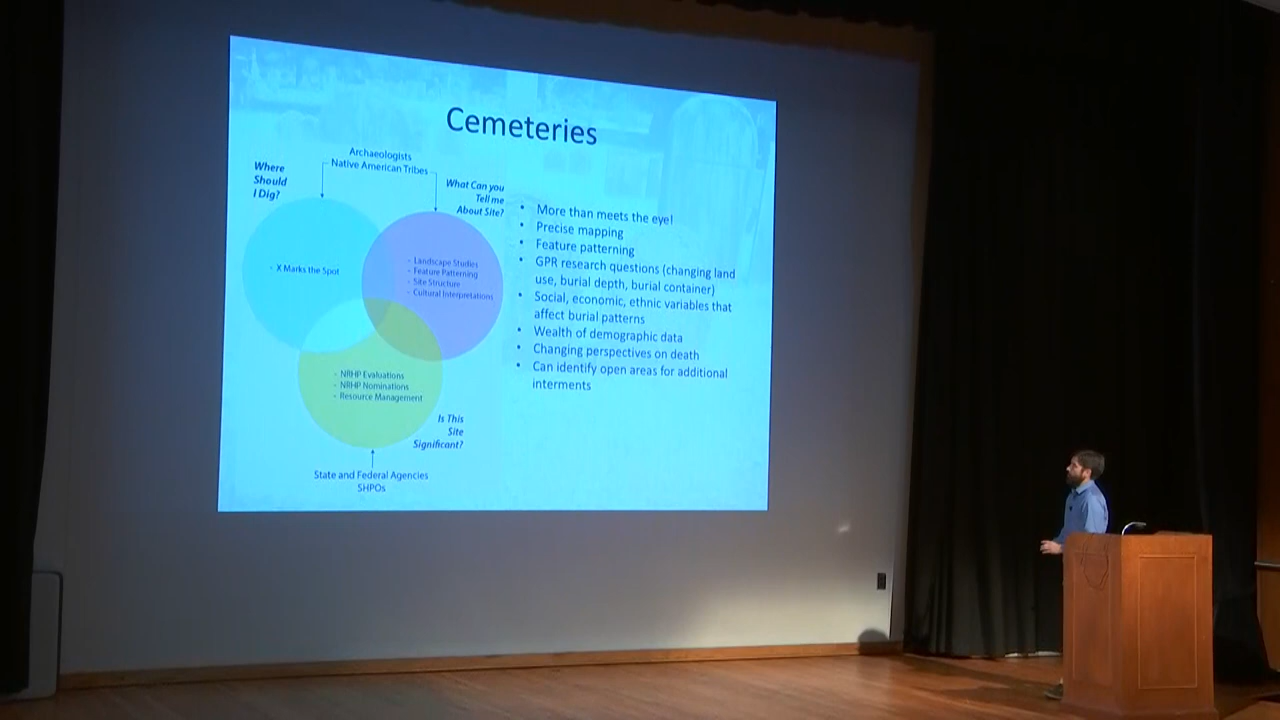 Cemeteries
Archaeologists
Native American Tribes
Where
Should
I Dig?
What Can you
Tell me
About Site?
- X Marks the Spot
- Landscape Studies
- Feature Patterning
- Site Structure
- Cultural Interpretations
- NRHP Evaluations
- NRHP Nominations
- Resource Management
Is This
Site
Significant?
State and Federal Agencies
SHPOs
• More than meets the eye!
• Precise mapping
• Feature patterning
• GPR research questions (changing land
use, burial depth, burial container)
• Social, economic, ethnic variables that
affect burial patterns
• Wealth of demographic data
• Changing perspectives on death
• Can identify open areas for additional
interments